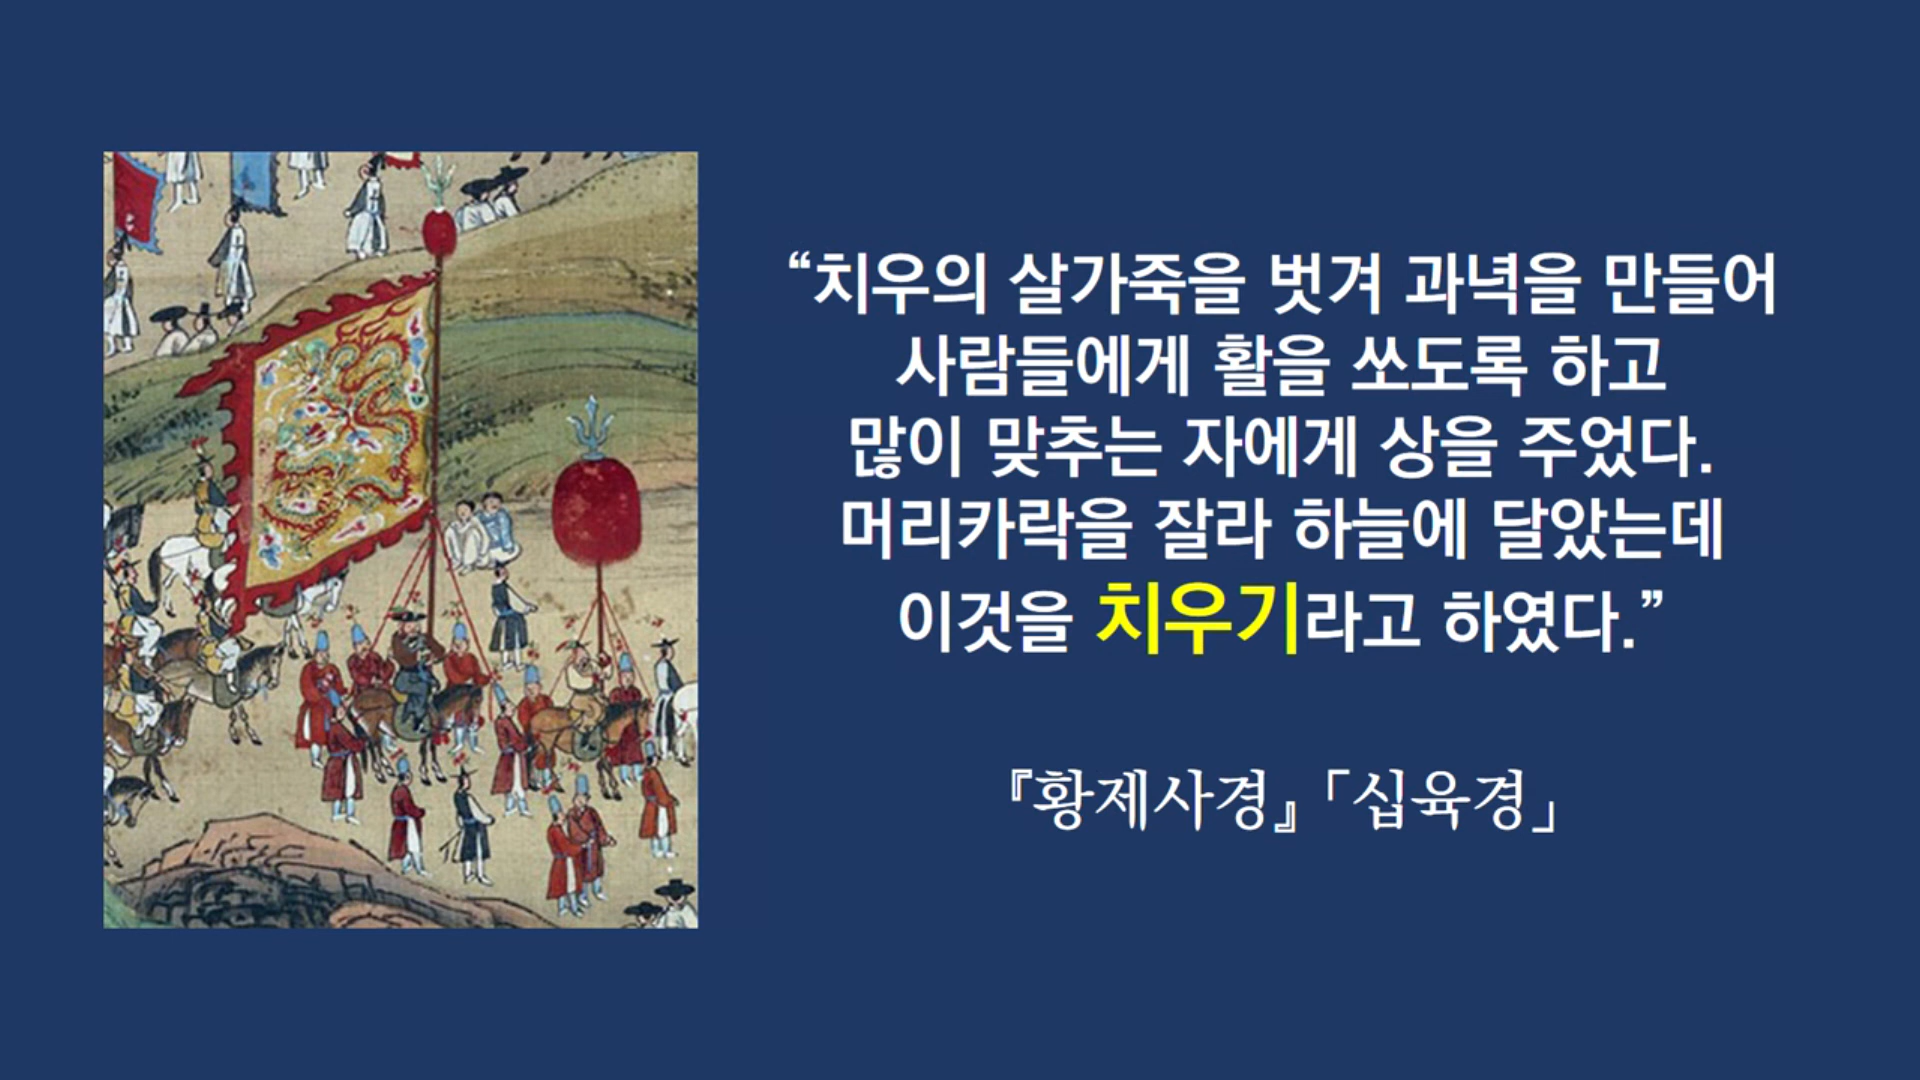 “치우의 살가죽을 벗겨 과녁을 만들어
사람들에게 활을 쏘도록 하고
많이 맞추는 자에게 상을 주었다.
머리카락을 잘라 하늘에 달았는데
이것을 치우기라고 하였다.”
『황제사경』「십육경」